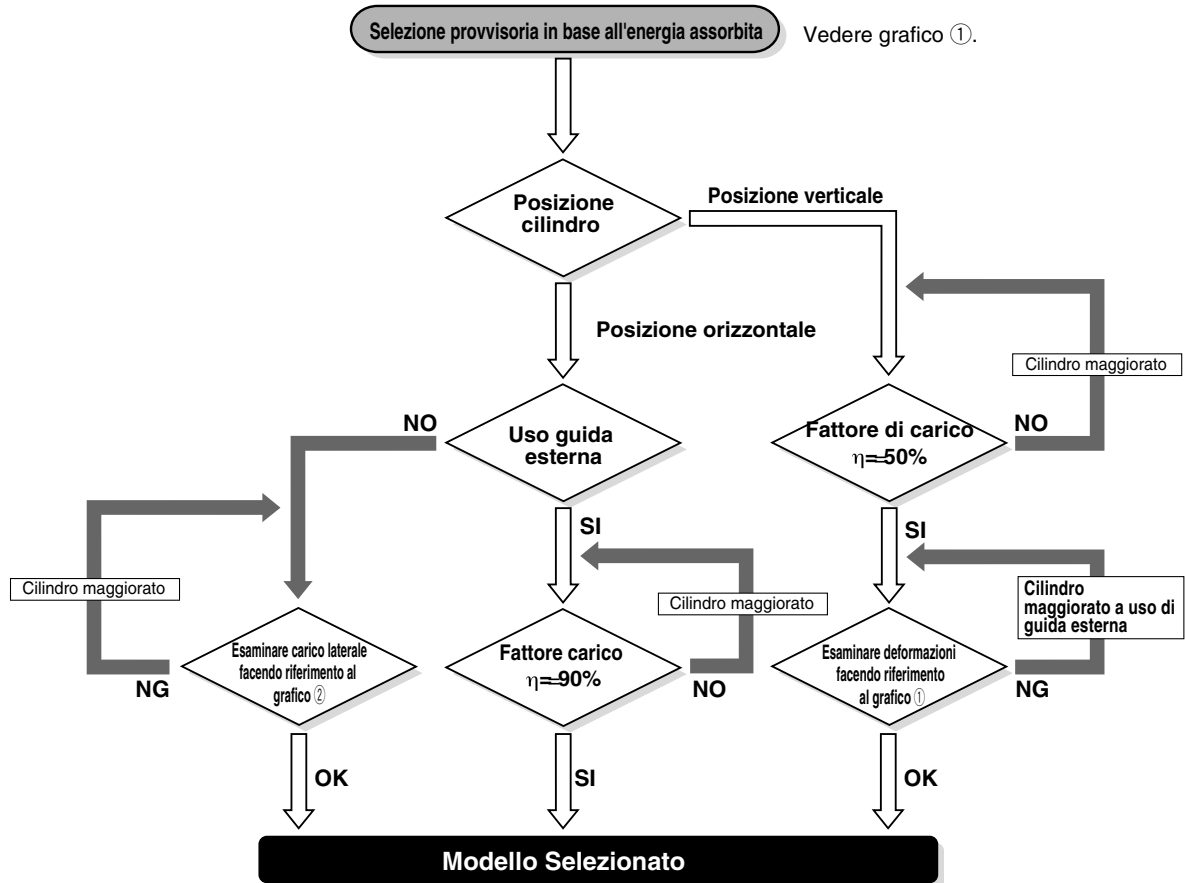 Selezione provvisoria in base all'energia assorbita
Vedere grafico ①.
Posizione
cilindro
Posizione verticale
Posizione orizzontale
Cilindro maggiorato
NO
Uso guida
esterna
Fattore di carico
η=50%
NO
SI
SI
Cilindro maggiorato
Cilindro maggiorato
Cilindro
maggiorato a uso di
guida esterna
Esaminare carico laterale
facendo riferimento al
grafico ②
NG
Fattore carico
η=90%
NO
Esaminare deformazioni
facendo riferimento
al grafico ①
NG
OK
SI
OK
Modello Selezionato